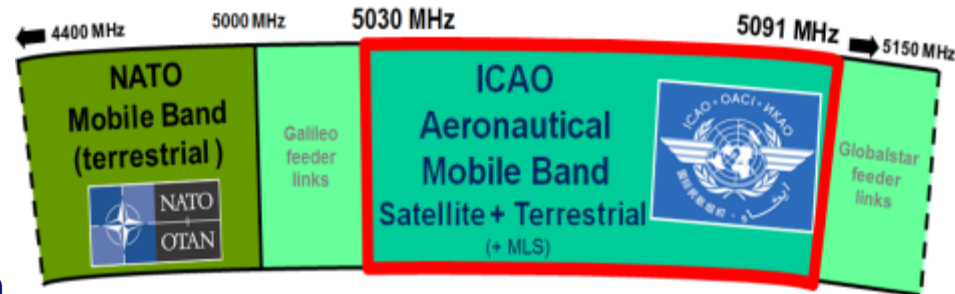 4400 MHz
5000 MHz
5030 MHz
5091 MHz
5150 MHz
NATO
Mobile Band
(terrestrial)
NATO
OTAN
Galileo
feeder
links
ICAO
Aeronautical
Mobile Band
Satellite + Terrestrial
(+ MLS)
ICAO · OACI · ИКАО
Globalstar
feeder
links